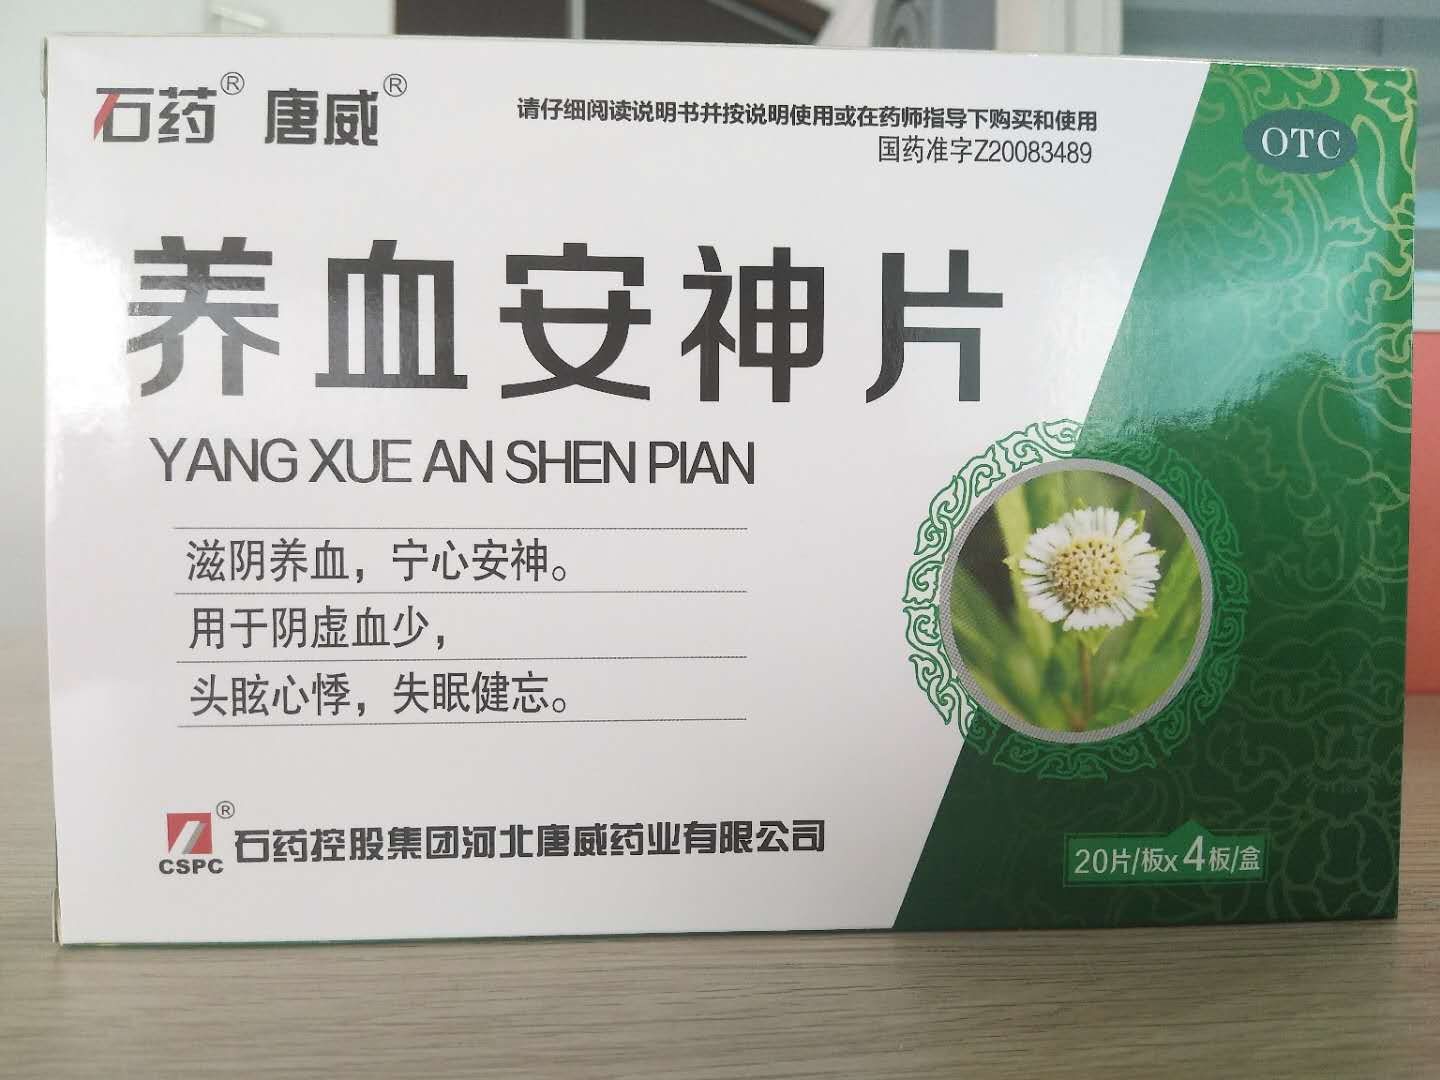 石药® 唐威®
请仔细阅读说明书并按说明使用或在药师指导下购买和使用
国药准字Z20083489
OTC
养血安神片
YANG XUE AN SHEN PIAN
滋阴养血，宁心安神。
用于阴虚血少，
头眩心悸，失眠健忘。
CSPC®
石药控股集团河北唐威药业有限公司
20片/板x4板/盒